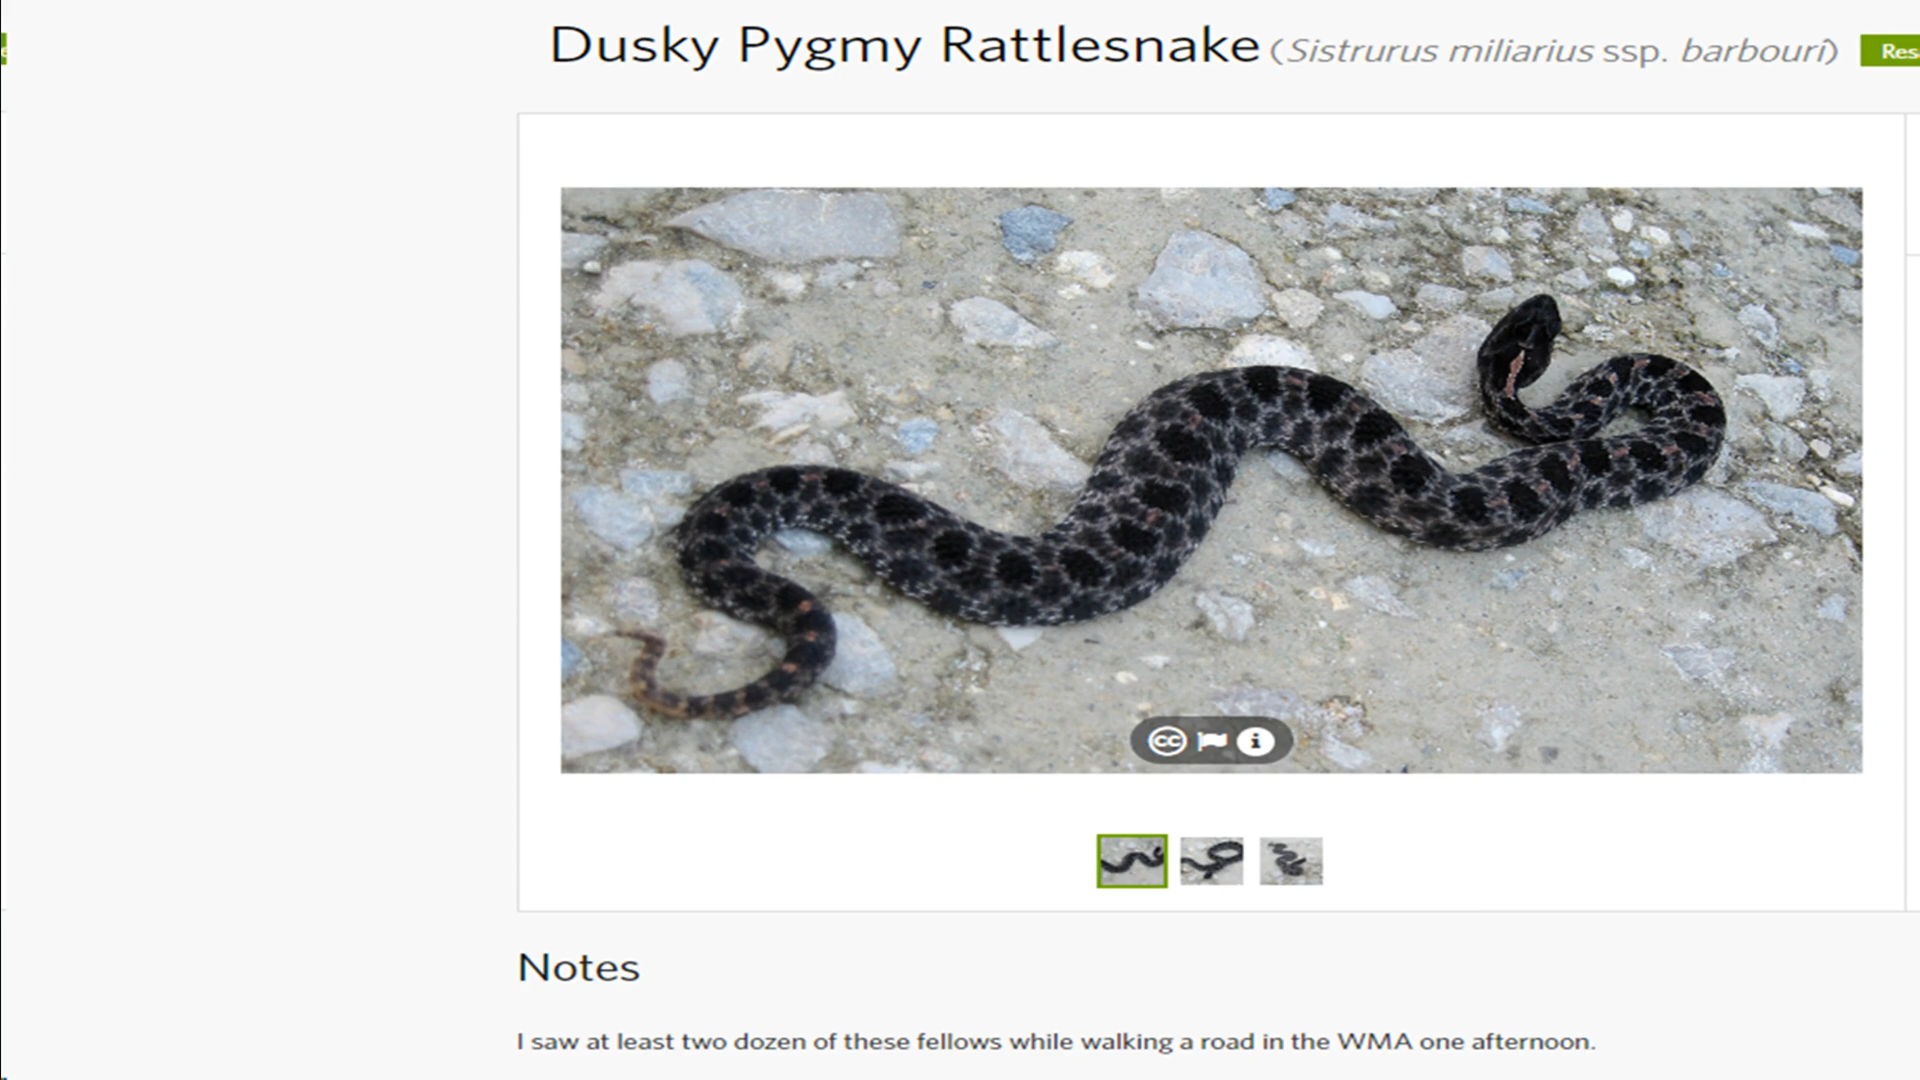 Dusky Pygmy Rattlesnake (Sistrurus miliarius ssp. barbouri) Res
Notes
I saw at least two dozen of these fellows while walking a road in the WMA one afternoon.